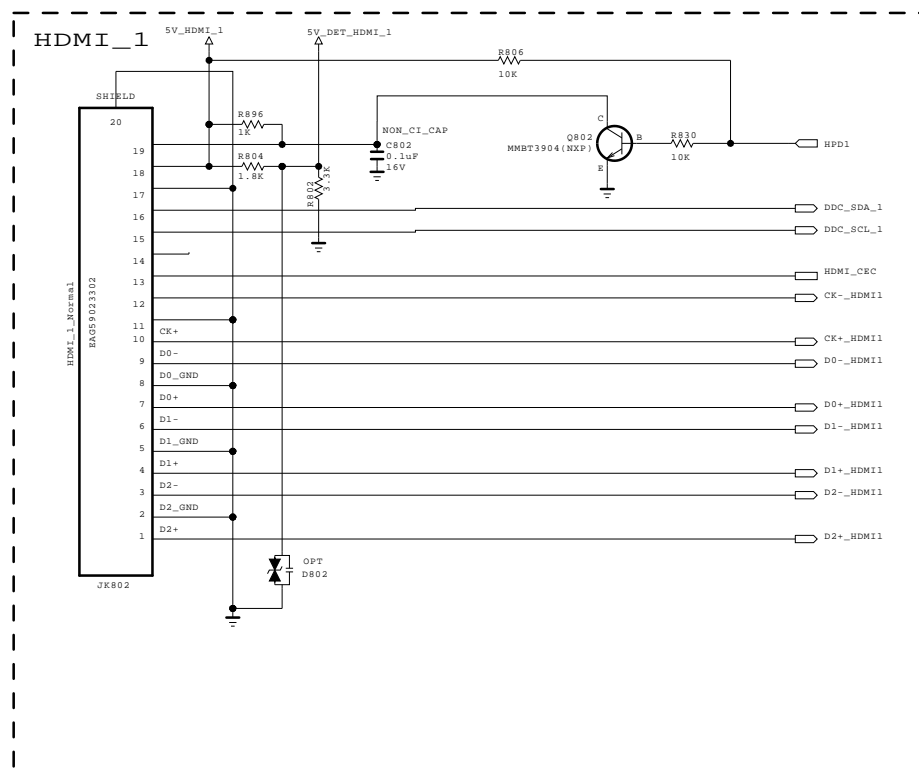 HDMI_1
5V_HDMI_1
5V_DET_HDMI_1
R806
10K
SHIELD
20
R896
1K
NON_CI_CAP
C802
0.1uF
16V
C
Q802
MMBT3904(NXP)
B
E
R830
10K
HPD1
19
R804
1.8K
18
R802
3.3K
17
16
DDC_SDA_1
15
DDC_SCL_1
14
13
HDMI_CEC
12
CK-_HDMI1
HDMI_1_Normal
EAG59023302
11
CK+
10
CK+_HDMI1
D0-
9
D0-_HDMI1
D0_GND
8
D0+
7
D0+_HDMI1
D1-
6
D1-_HDMI1
D1_GND
5
D1+
4
D1+_HDMI1
D2-
3
D2-_HDMI1
D2_GND
2
D2+
1
D2+_HDMI1
OPT
D802
JK802